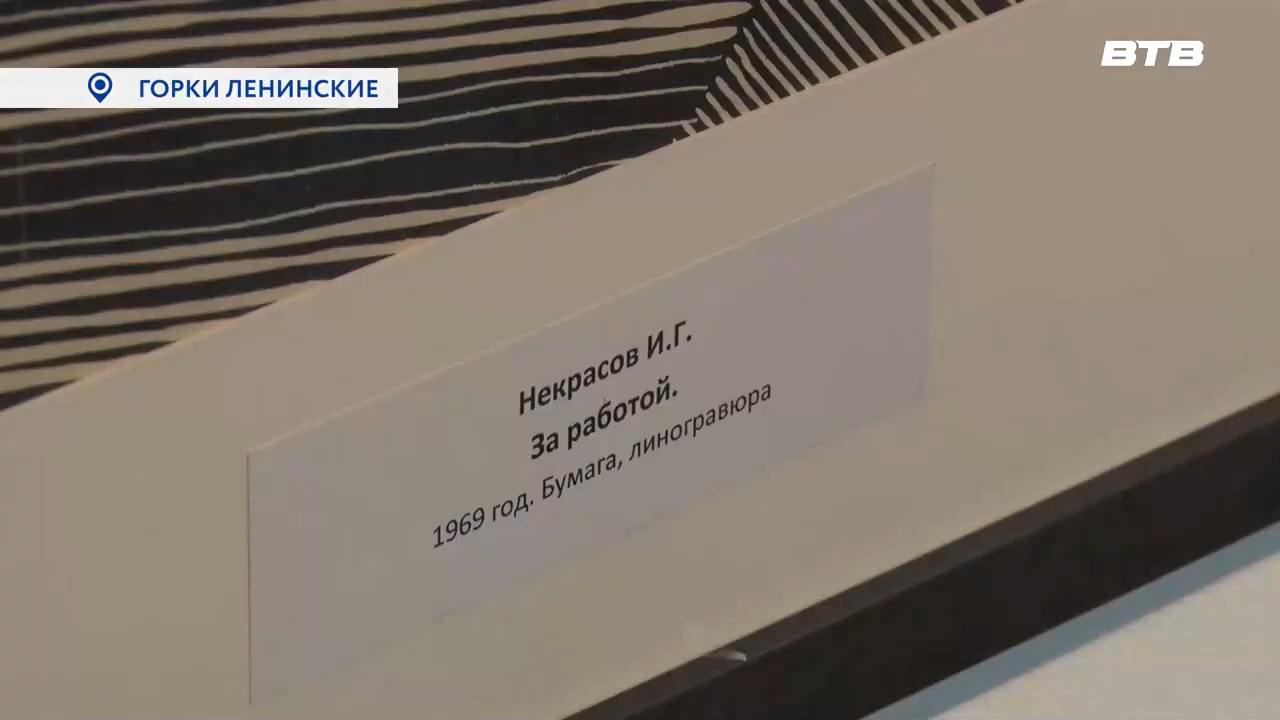 ВТВ
ГОРКИ ЛЕНИНСКИЕ
Некрасов И.Г.
За работой.
1969 год. Бумага, линогравюра